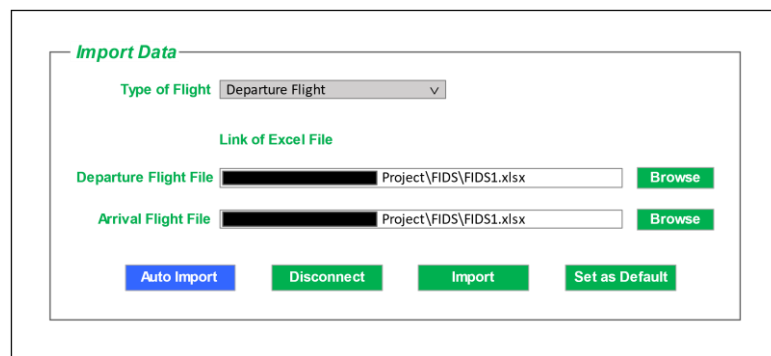 Import Data
Type of Flight Departure Flight
Link of Excel File
Departure Flight File Project\FIDS\FIDS1.xlsx Browse
Arrival Flight File Project\FIDS\FIDS1.xlsx Browse
Auto Import Disconnect Import Set as Default